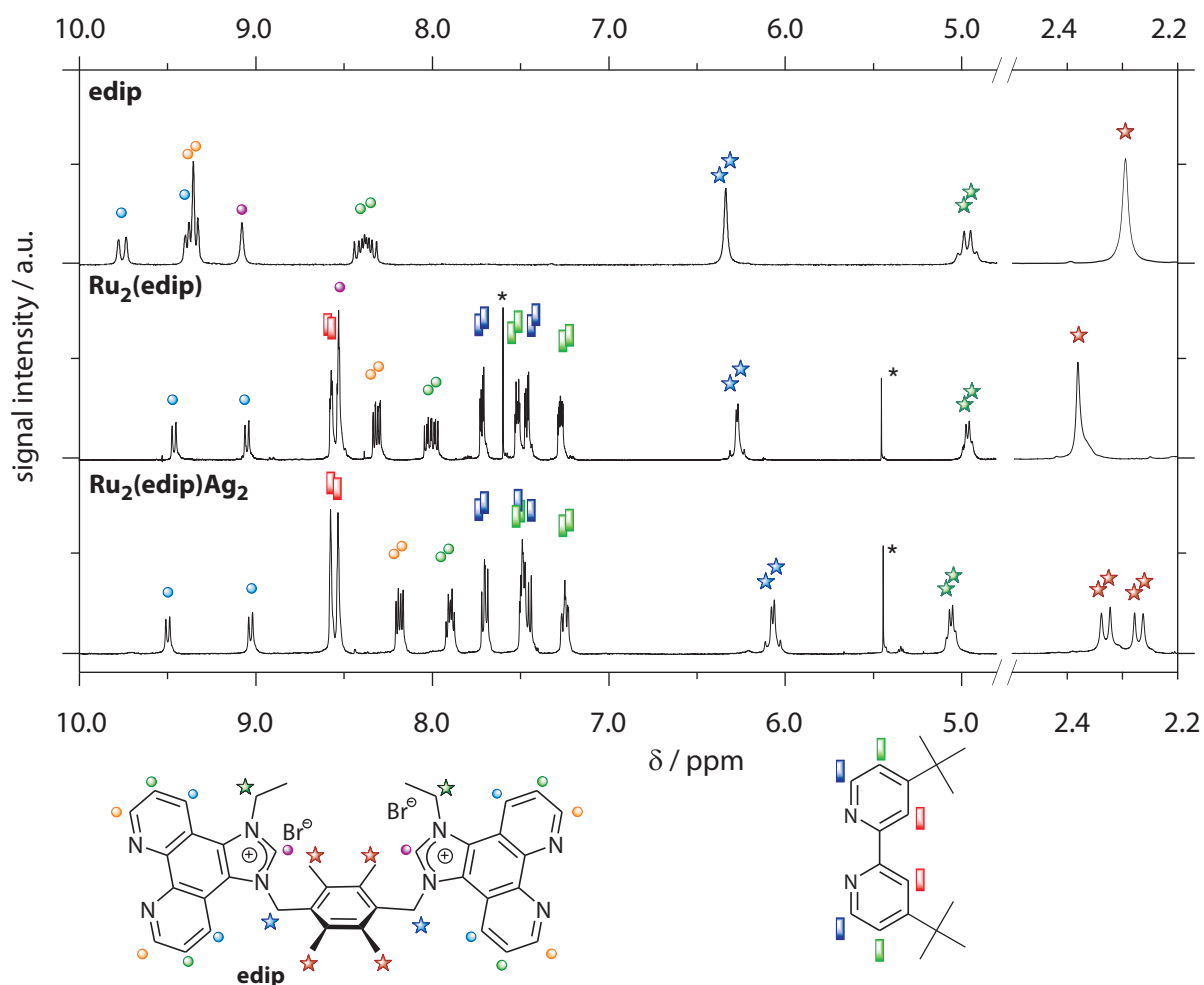 10.0 9.0 8.0 7.0 6.0 5.0 2.4 2.2
edip
Ru₂(edip)
*
*
Ru₂(edip)Ag₂
*
signal intensity / a.u.
10.0 9.0 8.0 7.0 6.0 5.0 2.4 2.2
δ / ppm
Br⊖ Br⊖
N N N N
+ +
N N N N
edip
N
N